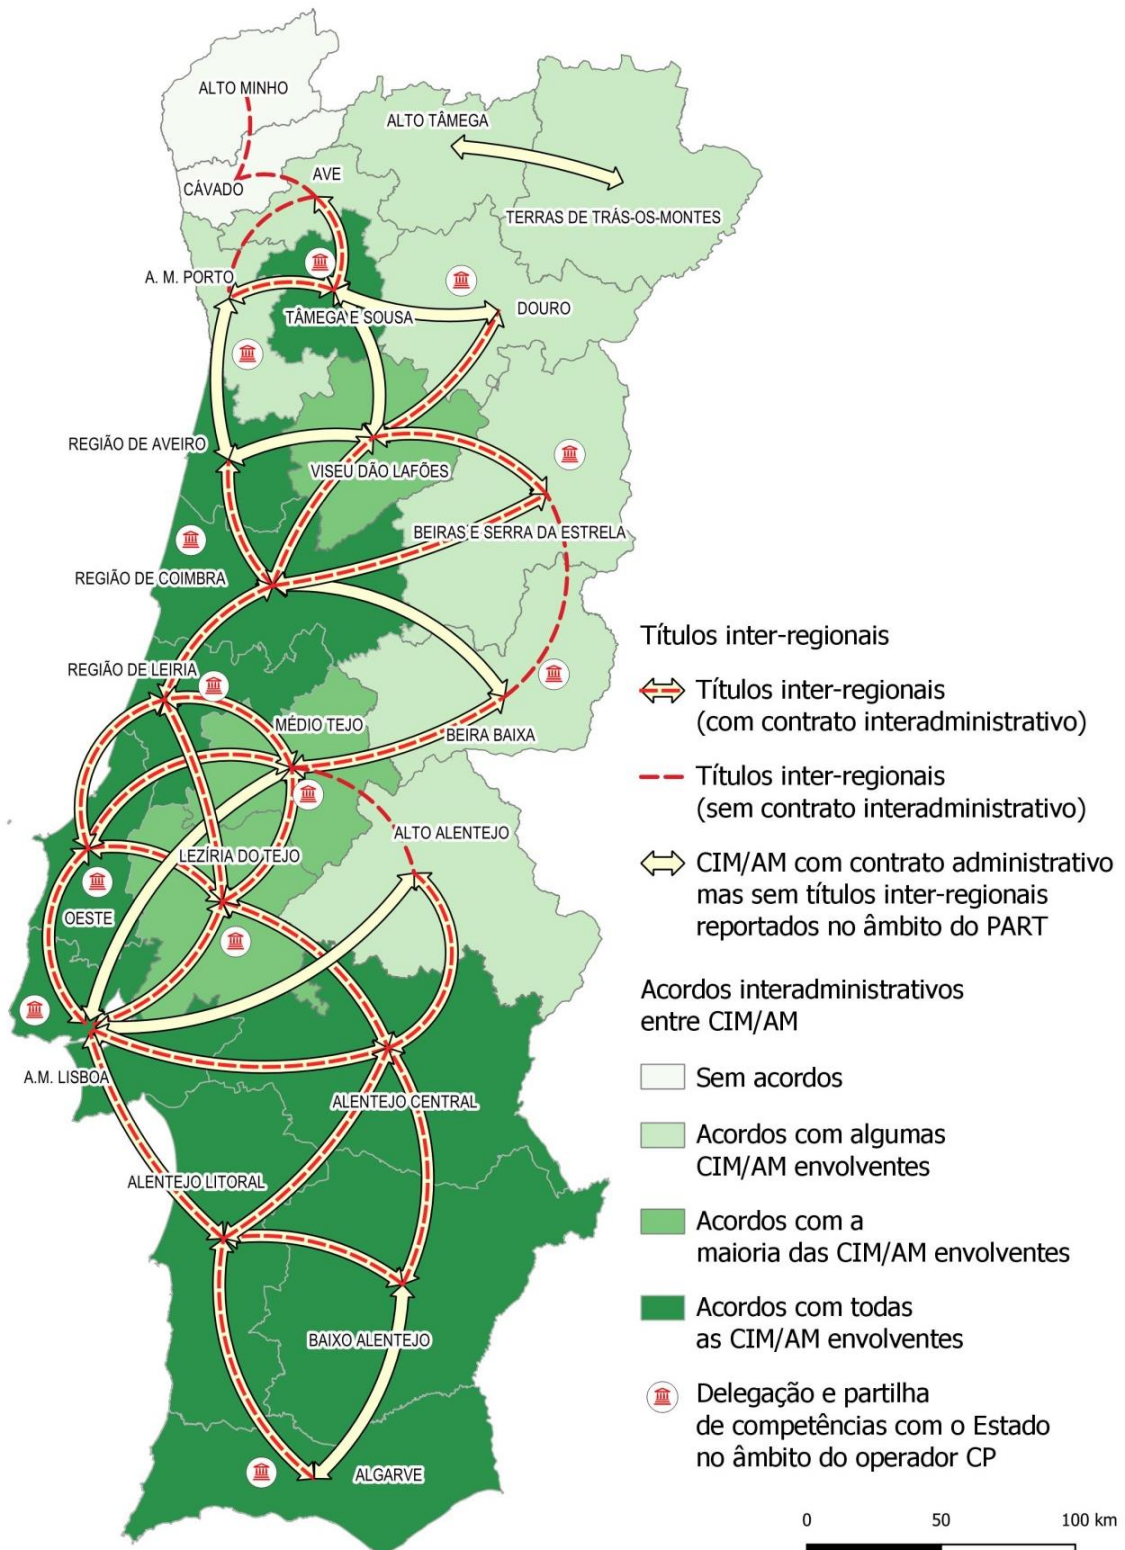 ALTO MINHO
ALTO TÂMEGA
CÁVADO
AVE
TERRAS DE TRÁS-OS-MONTES
A. M. PORTO
TÂMEGA E SOUSA
DOURO
REGIÃO DE AVEIRO
VISEU DÃO LAFÕES
BEIRAS E SERRA DA ESTRELA
REGIÃO DE COIMBRA
REGIÃO DE LEIRIA
MÉDIO TEJO
BEIRA BAIXA
ALTO ALENTEJO
LEZÍRIA DO TEJO
OESTE
A.M. LISBOA
ALENTEJO CENTRAL
ALENTEJO LITORAL
BAIXO ALENTEJO
ALGARVE
Títulos inter-regionais
Títulos inter-regionais
(com contrato interadministrativo)
Títulos inter-regionais
(sem contrato interadministrativo)
CIM/AM com contrato administrativo
mas sem títulos inter-regionais
reportados no âmbito do PART
Acordos interadministrativos
entre CIM/AM
Sem acordos
Acordos com algumas
CIM/AM envolventes
Acordos com a
maioria das CIM/AM envolventes
Acordos com todas
as CIM/AM envolventes
Delegação e partilha
de competências com o Estado
no âmbito do operador CP
0 50 100 km